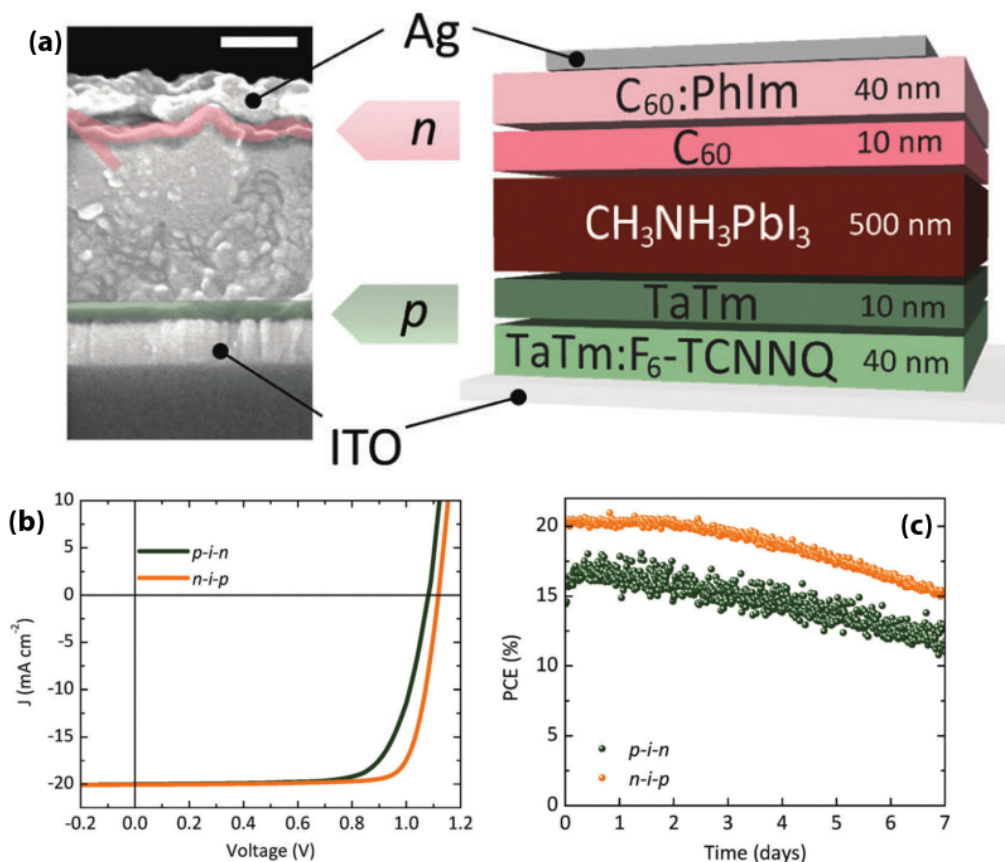 (a)
Ag
n
p
ITO
C₆₀:PhIm 40 nm
C₆₀ 10 nm
CH₃NH₃PbI₃ 500 nm
TaTm 10 nm
TaTm:F₆-TCNNQ 40 nm
(b)
J (mA cm⁻²)
10
5
0
-5
-10
-15
-20
p-i-n
n-i-p
-0.2 0.0 0.2 0.4 0.6 0.8 1.0 1.2
Voltage (V)
(c)
PCE (%)
20
15
10
5
0
p-i-n
n-i-p
0 1 2 3 4 5 6 7
Time (days)